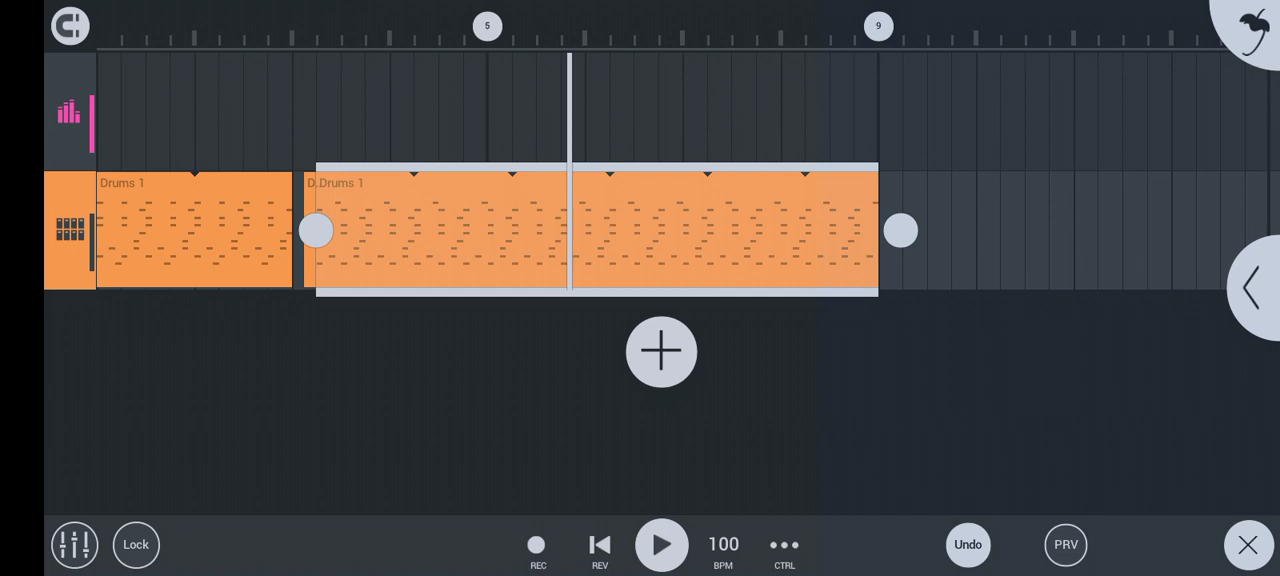 5
9
Drums 1
D.Drums 1
Lock
REC
REV
100
BPM
CTRL
Undo
PRV